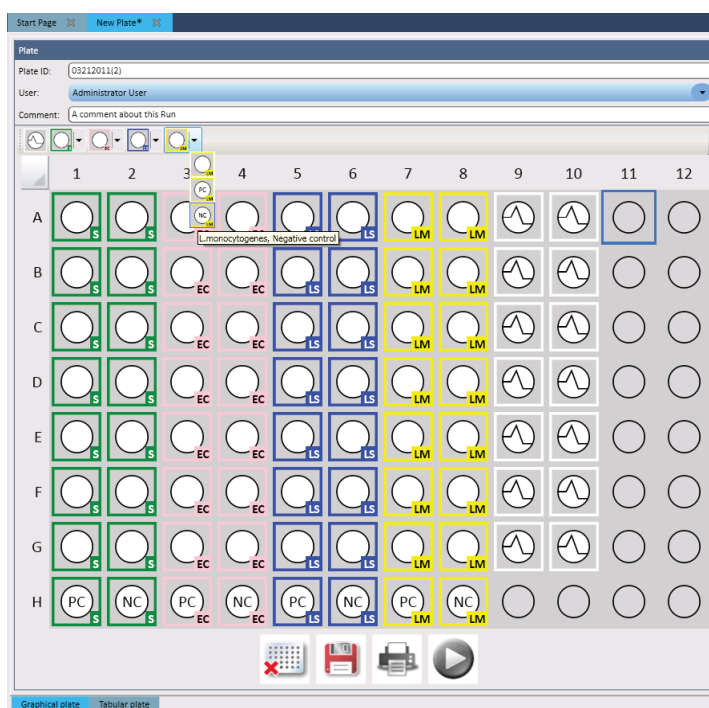 Start Page New Plate*
Plate
Plate ID: 03212011(2)
User: Administrator User
Comment: A comment about this Run
S EC LS LM
LM
PC LM
NC LM
L.monocytogenes, Negative control
1 2 3 4 5 6 7 8 9 10 11 12
A S S EC EC LS LS LM LM
B S S EC EC LS LS LM LM
C S S EC EC LS LS LM LM
D S S EC EC LS LS LM LM
E S S EC EC LS LS LM LM
F S S EC EC LS LS LM LM
G S S EC EC LS LS LM LM
H PC S NC S PC EC NC EC PC LS NC LS PC LM NC LM
Graphical plate Tabular plate